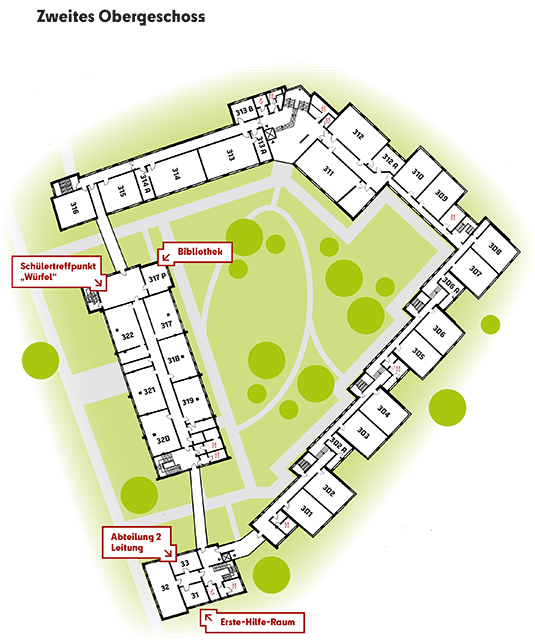 Zweites Obergeschoss
313 B
312
313 A
312 A
313
314
314 A
315
316
311
310
309
308
307
306 A
306
305
304
303
302 A
302
301
Bibliothek
Schülertreffpunkt
„Würfel“
317 P
317
322
318
321
319
320
Abteilung 2
Leitung
33
32
31
Erste-Hilfe-Raum